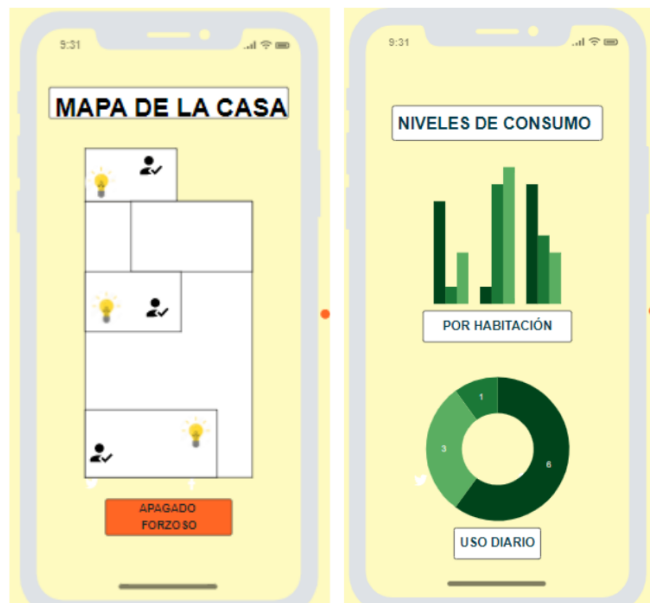 9:31
MAPA DE LA CASA
APAGADO
FORZOSO
9:31
NIVELES DE CONSUMO
POR HABITACIÓN
1
3
6
USO DIARIO